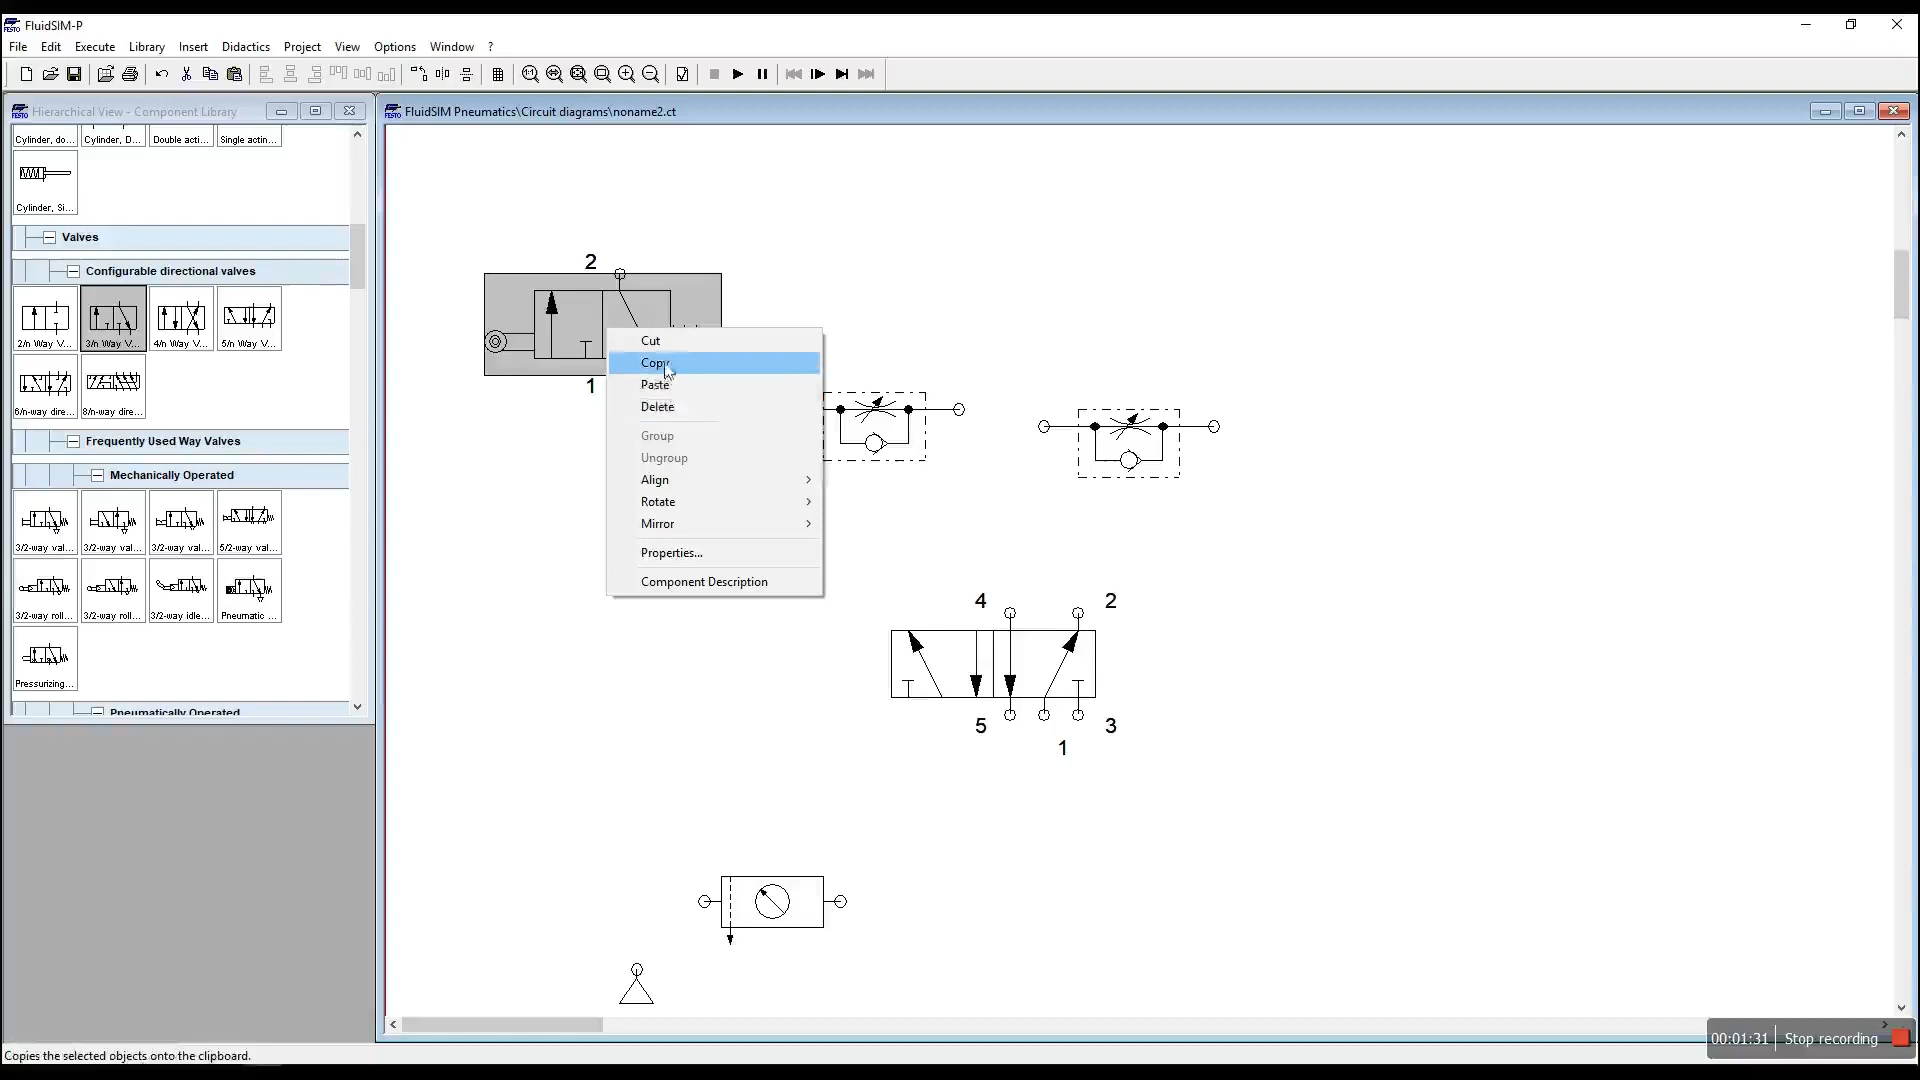 FluidSIM-P
File Edit Execute Library Insert Didactics Project View Options Window ?
Hierarchical View - Component Library
Cylinder, do... Cylinder, D... Double acti... Single actin...
Cylinder, Si...
Valves
Configurable directional valves
2/n Way V... 3/n Way V... 4/n Way V... 5/n Way V...
6/n-way dire... 8/n-way dire...
Frequently Used Way Valves
Mechanically Operated
3/2-way val... 3/2-way val... 3/2-way val... 5/2-way val...
3/2-way roll... 3/2-way roll... 3/2-way idle... Pneumatic ...
Pressurizing...
Pneumatically Operated
FluidSIM Pneumatics\Circuit diagrams\noname2.ct
2
1
Cut
Copy
Paste
Delete
Group
Ungroup
Align
Rotate
Mirror
Properties...
Component Description
4 2
5 3
1
00:01:31 Stop recording
Copies the selected objects onto the clipboard.